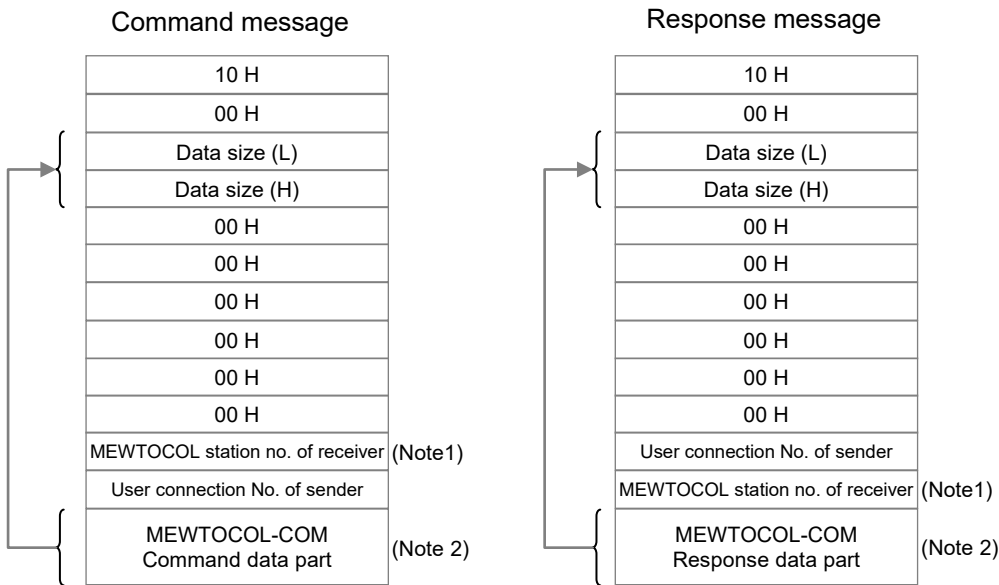 Command message
10 H
00 H
Data size (L)
Data size (H)
00 H
00 H
00 H
00 H
00 H
00 H
MEWTOCOL station no. of receiver (Note1)
User connection No. of sender
MEWTOCOL-COM
Command data part
(Note 2)
Response message
10 H
00 H
Data size (L)
Data size (H)
00 H
00 H
00 H
00 H
00 H
00 H
User connection No. of sender
MEWTOCOL station no. of receiver (Note1)
MEWTOCOL-COM
Response data part
(Note 2)